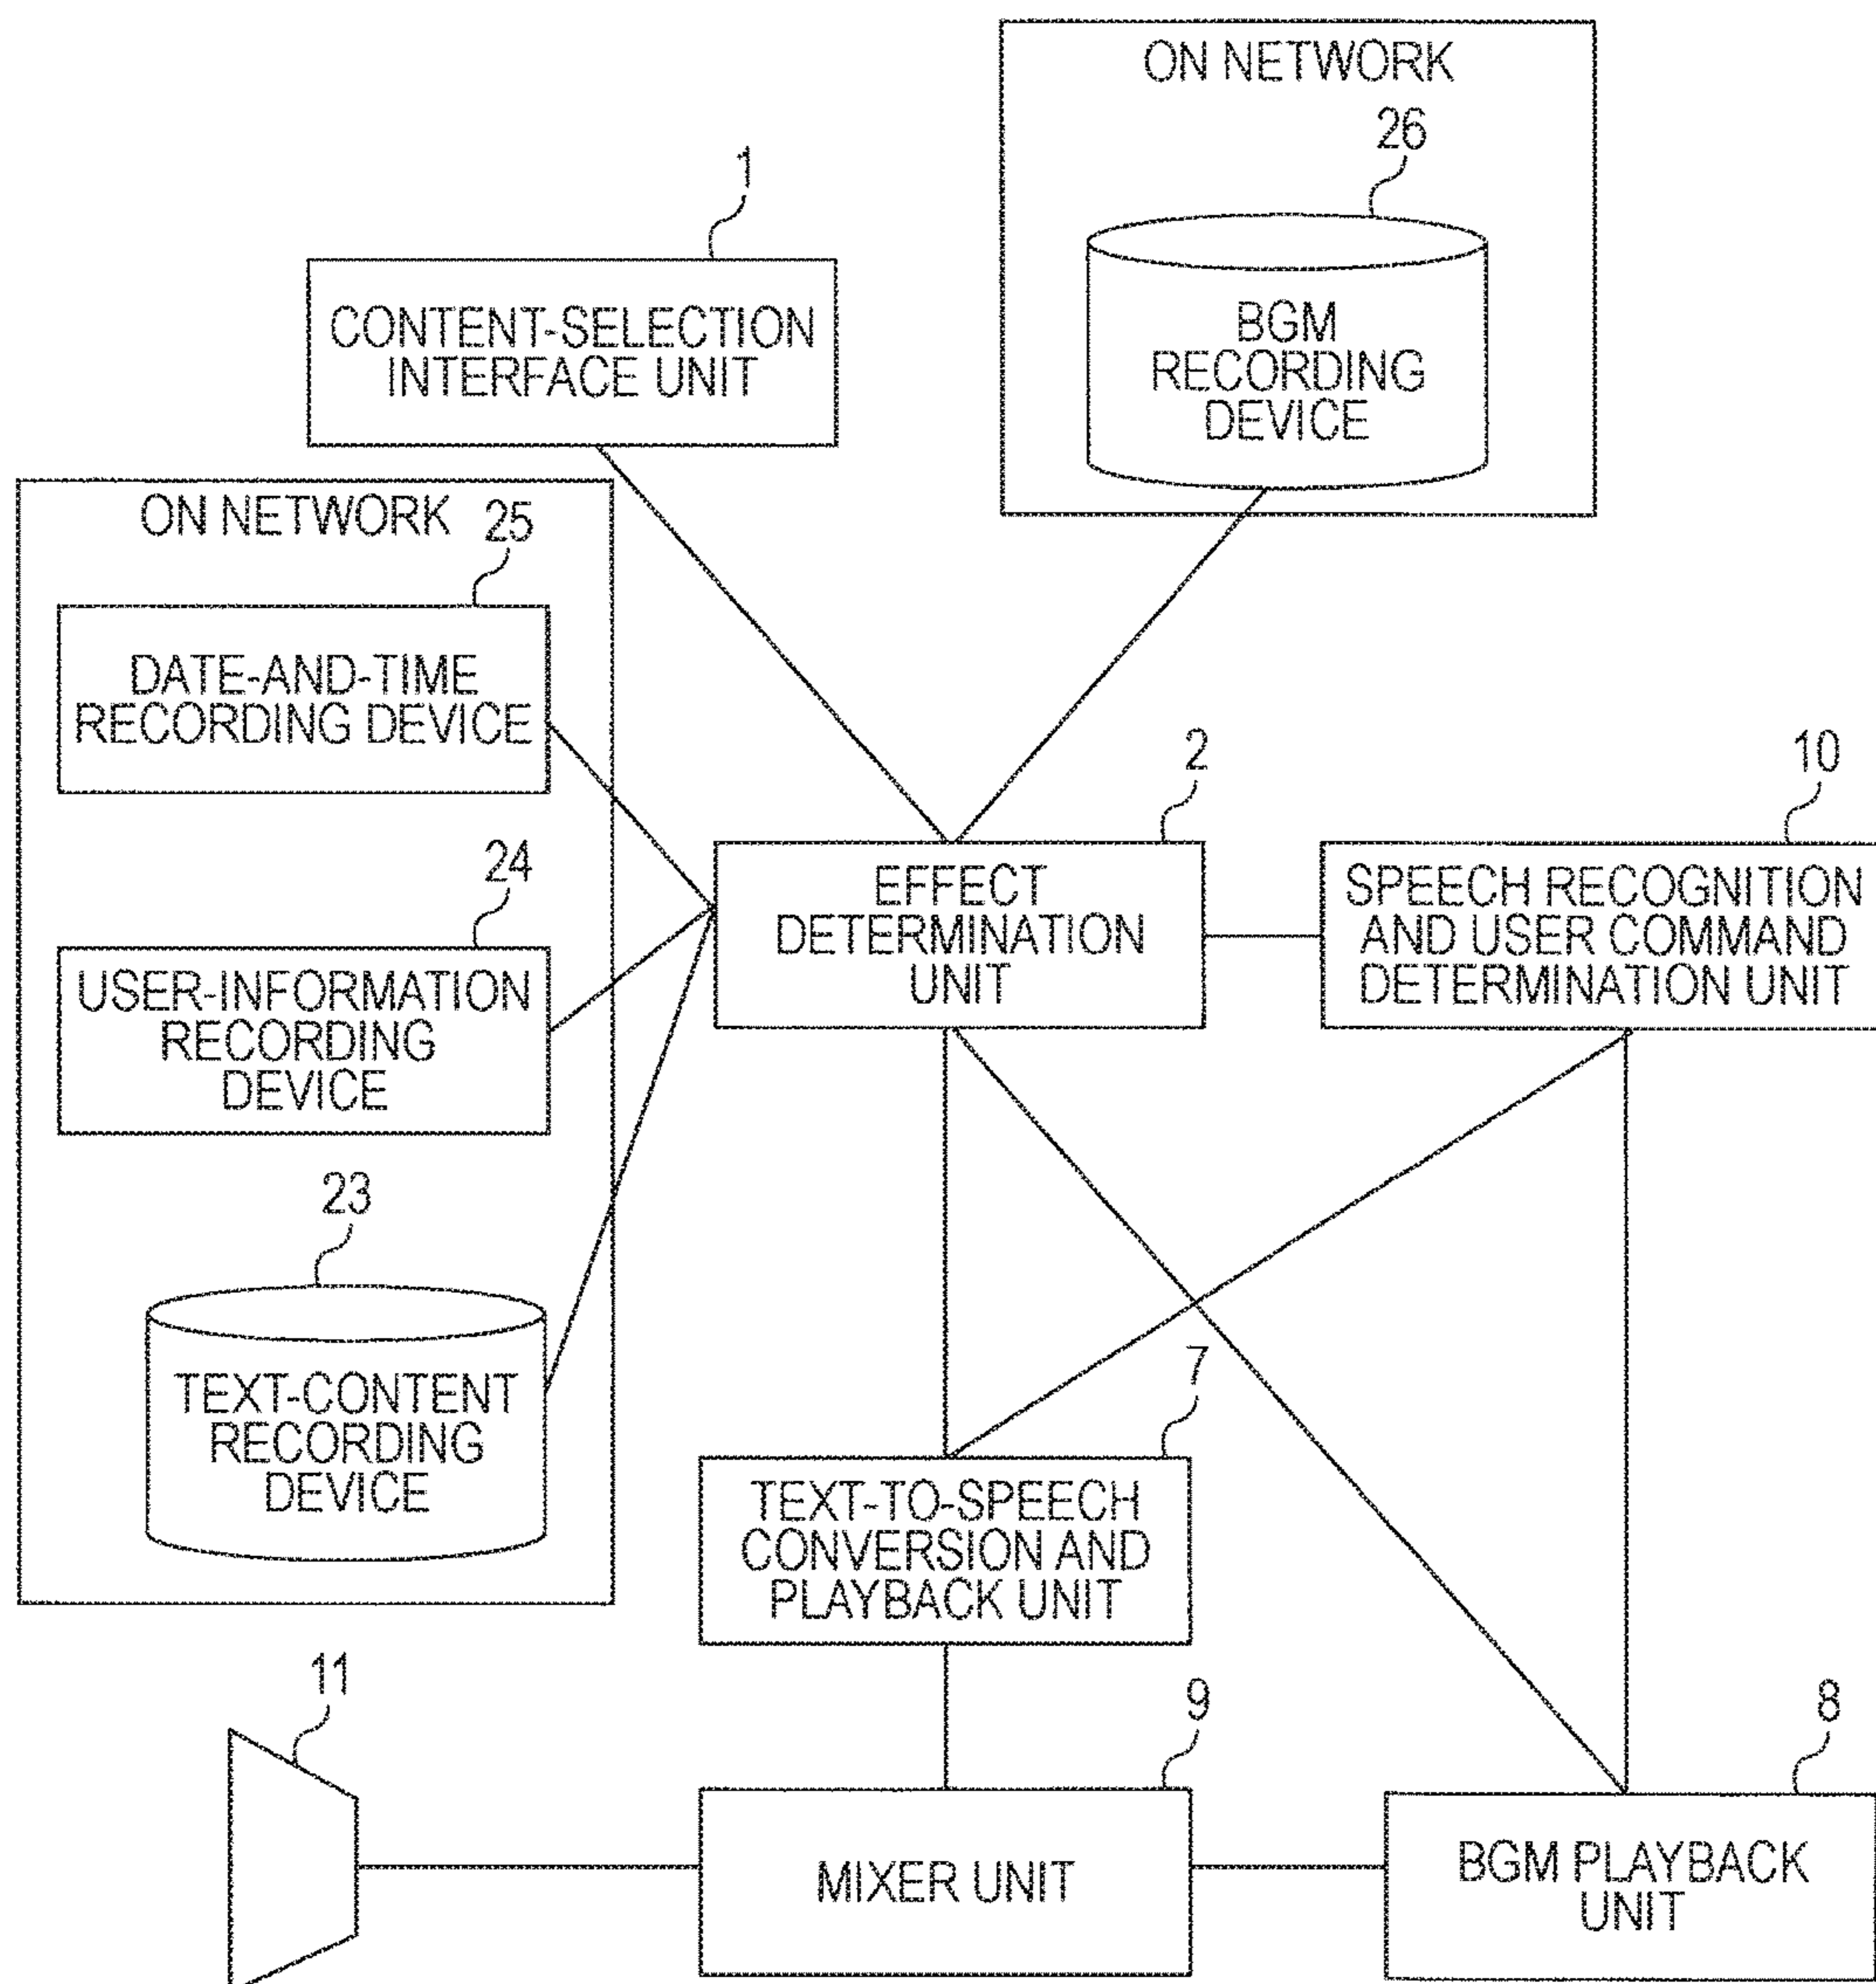 ON NETWORK
26
BGM
RECORDING
DEVICE
1
CONTENT-SELECTION
INTERFACE UNIT
ON NETWORK
25
DATE-AND-TIME
RECORDING DEVICE
24
USER-INFORMATION
RECORDING
DEVICE
23
TEXT-CONTENT
RECORDING
DEVICE
2
EFFECT
DETERMINATION
UNIT
10
SPEECH RECOGNITION
AND USER COMMAND
DETERMINATION UNIT
7
TEXT-TO-SPEECH
CONVERSION AND
PLAYBACK UNIT
11
9
MIXER UNIT
8
BGM PLAYBACK
UNIT